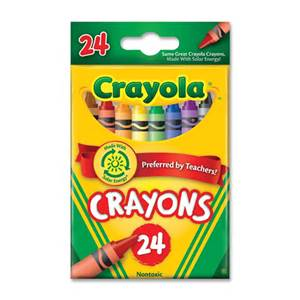 24
Same Great Crayola Crayons.
Made With Solar Energy!
Crayola
Made With
Solar Energy!
Preferred by Teachers!
CRAYONS
24
Nontoxic